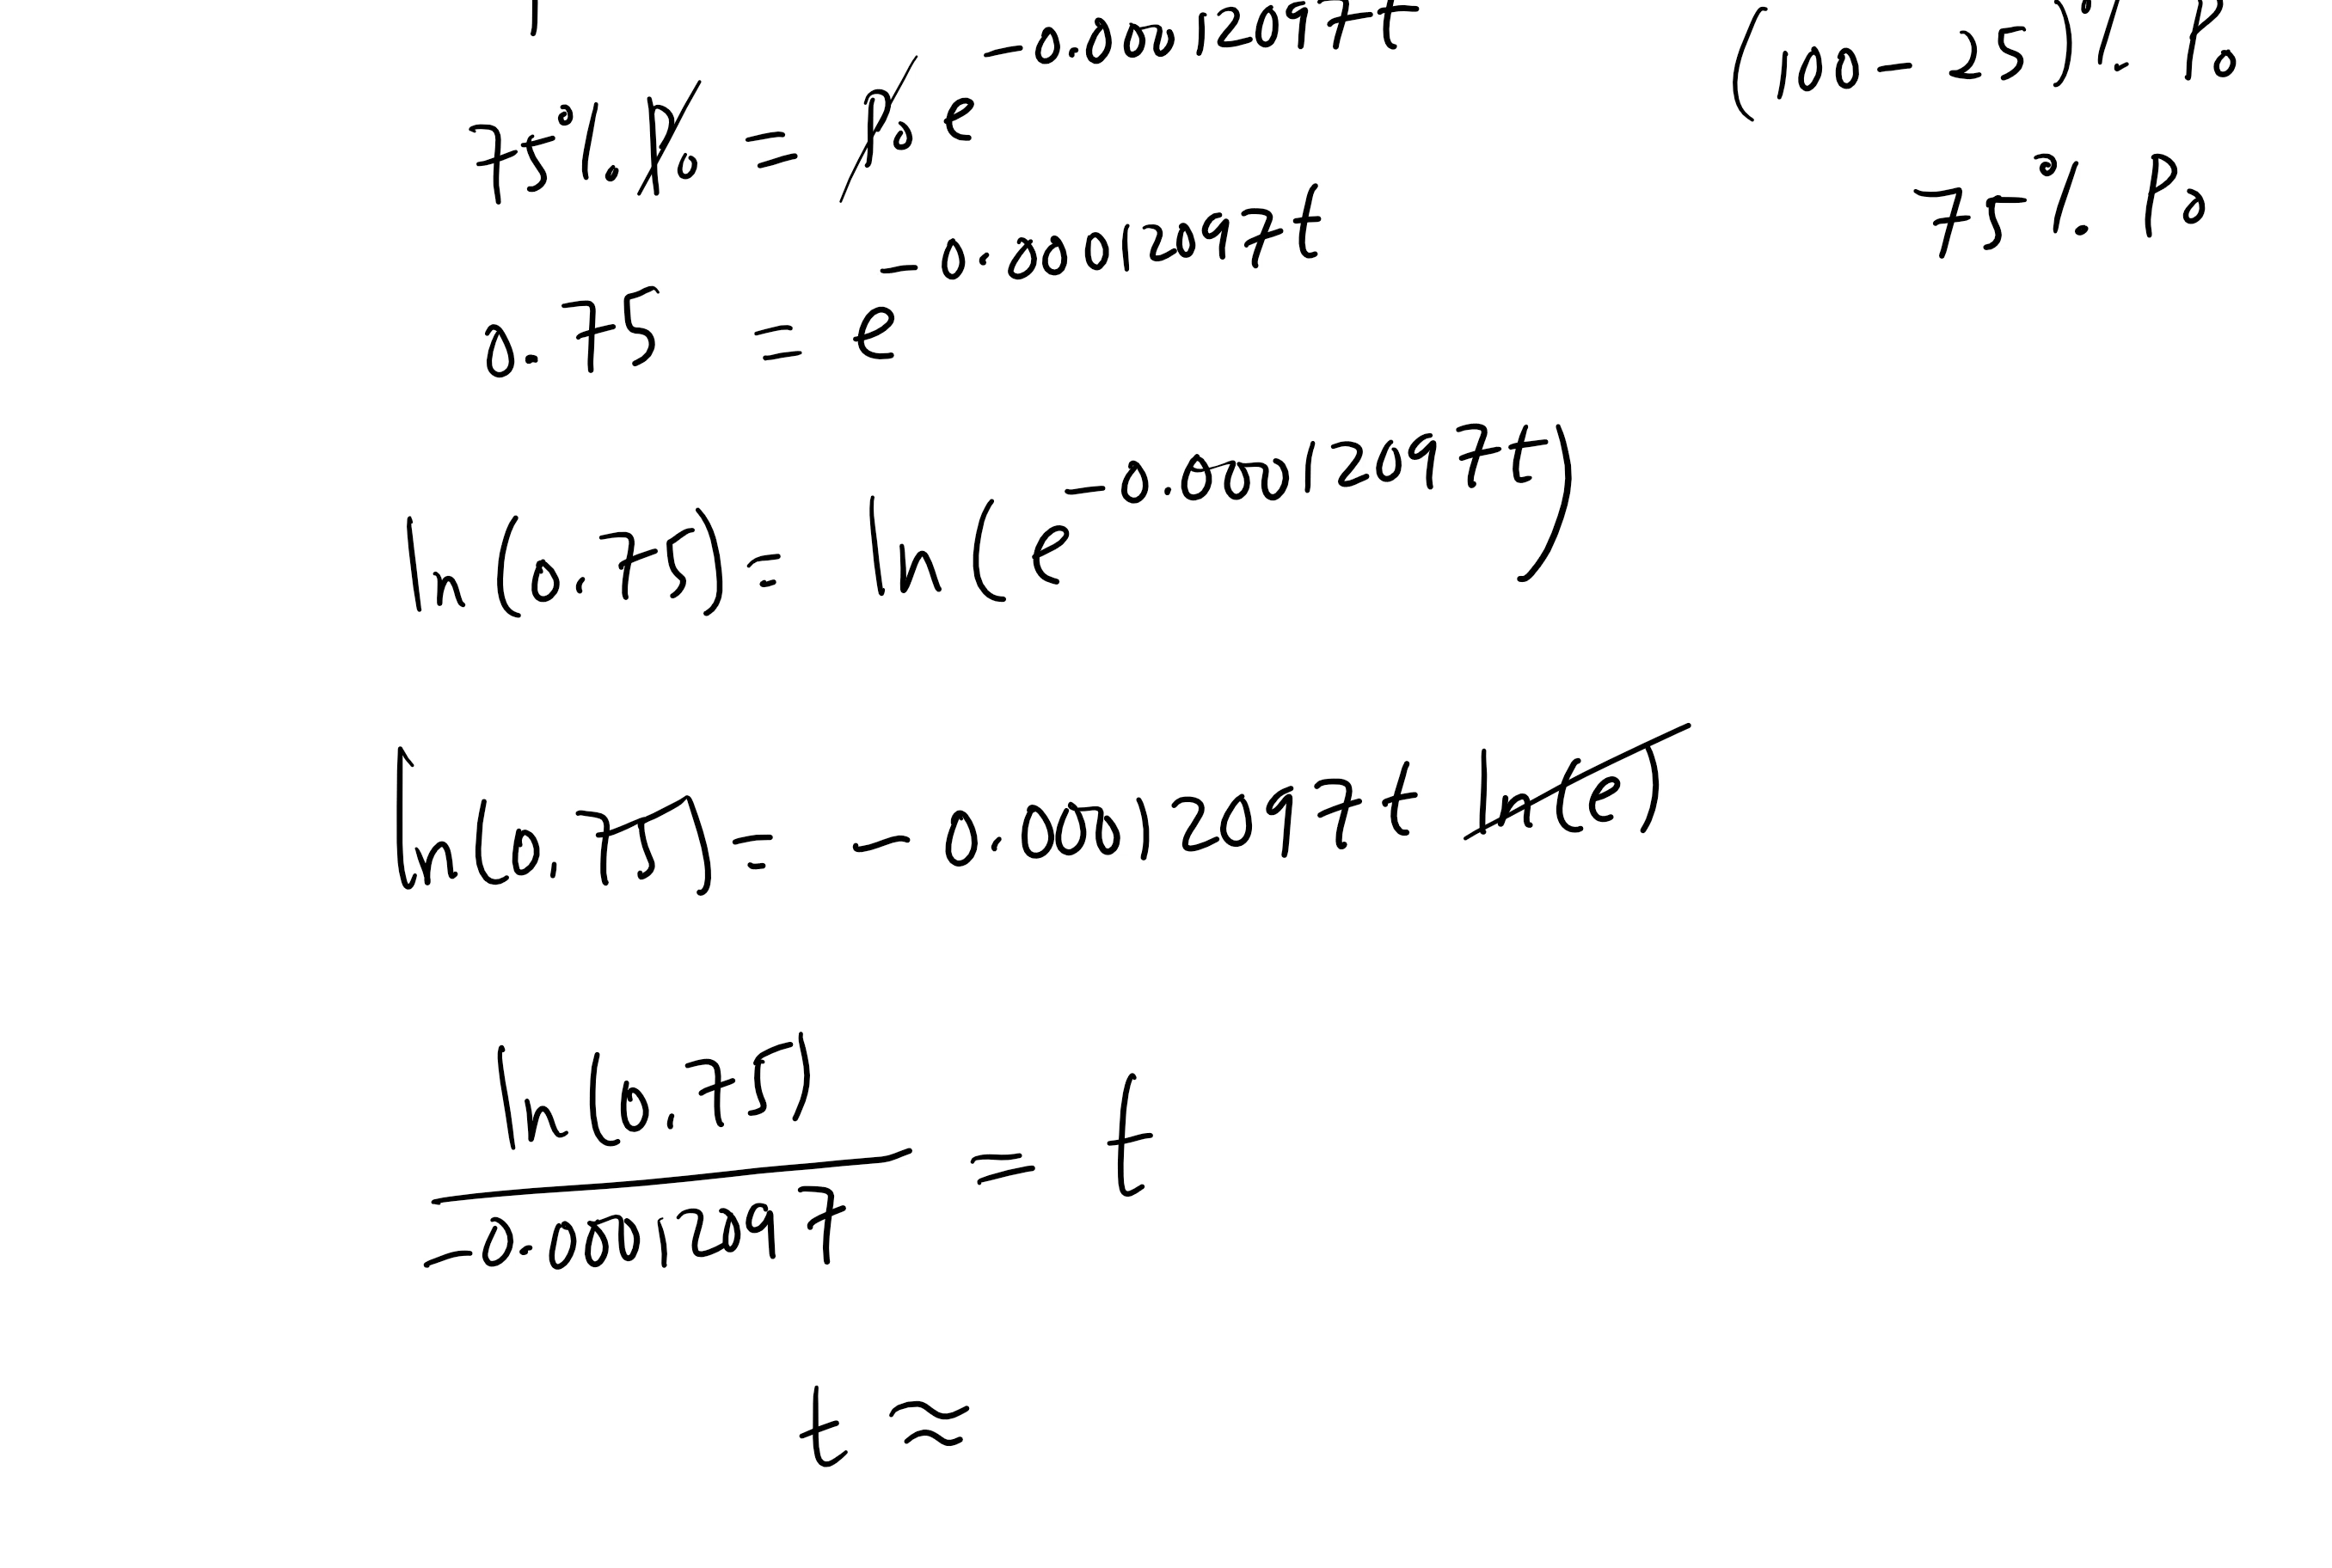 75% P₀ = P₀ e^-0.00012097t
(100 - 25)% P₀
75% P₀
0.75 = e^-0.00012097t
ln(0.75) = ln(e^-0.00012097t)
ln(0.75) = -0.00012097t ln(e)
ln(0.75)
-0.00012097
= t
t ≈